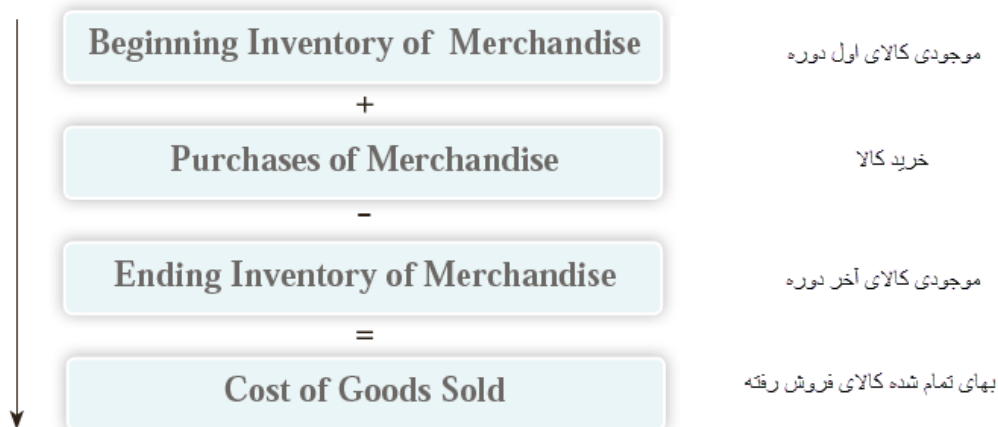 Beginning Inventory of Merchandise
موجودی کالای اول دوره
+
Purchases of Merchandise
خرید کالا
-
Ending Inventory of Merchandise
موجودی کالای آخر دوره
=
Cost of Goods Sold
بهای تمام شده کالای فروش رفته